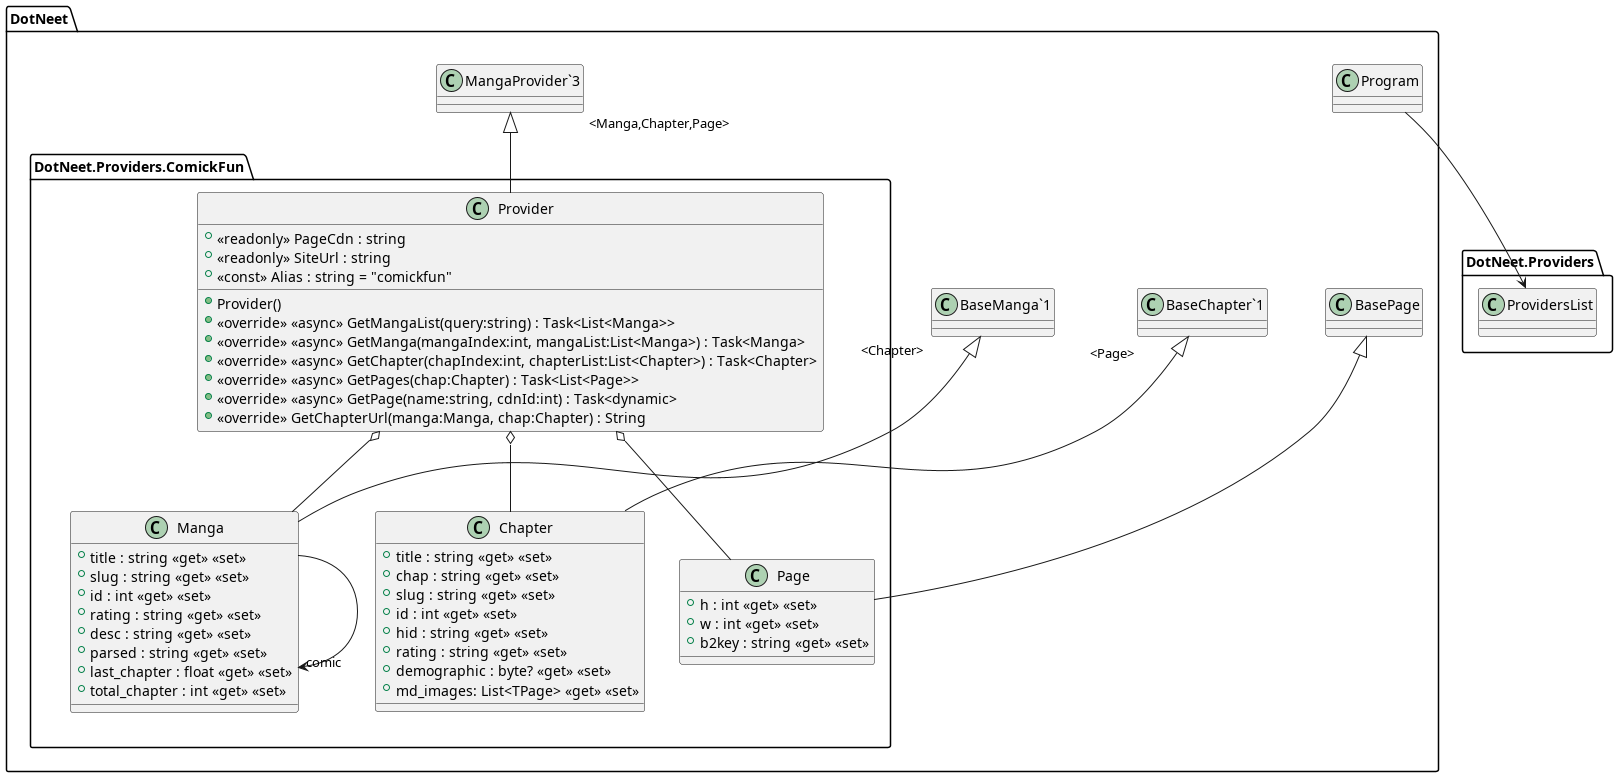 DotNeet
C MangaProvider`3
C Program
<Manga,Chapter,Page>
DotNeet.Providers.ComickFun
C Provider
«readonly» PageCdn : string
«readonly» SiteUrl : string
«const» Alias : string = "comickfun"
Provider()
«override» «async» GetMangaList(query:string) : Task<List<Manga>>
«override» «async» GetManga(mangaIndex:int, mangaList:List<Manga>) : Task<Manga>
«override» «async» GetChapter(chapIndex:int, chapterList:List<Chapter>) : Task<Chapter>
«override» «async» GetPages(chap:Chapter) : Task<List<Page>>
«override» «async» GetPage(name:string, cdnId:int) : Task<dynamic>
«override» GetChapterUrl(manga:Manga, chap:Chapter) : String
C BaseManga`1
C BaseChapter`1
C BasePage
DotNeet.Providers
C ProvidersList
<Chapter>
<Page>
C Manga
title : string «get» «set»
slug : string «get» «set»
id : int «get» «set»
rating : string «get» «set»
desc : string «get» «set»
parsed : string «get» «set»
last_chapter : float «get» «set»
total_chapter : int «get» «set»
comic
C Chapter
title : string «get» «set»
chap : string «get» «set»
slug : string «get» «set»
id : int «get» «set»
hid : string «get» «set»
rating : string «get» «set»
demographic : byte? «get» «set»
md_images: List<TPage> «get» «set»
C Page
h : int «get» «set»
w : int «get» «set»
b2key : string «get» «set»